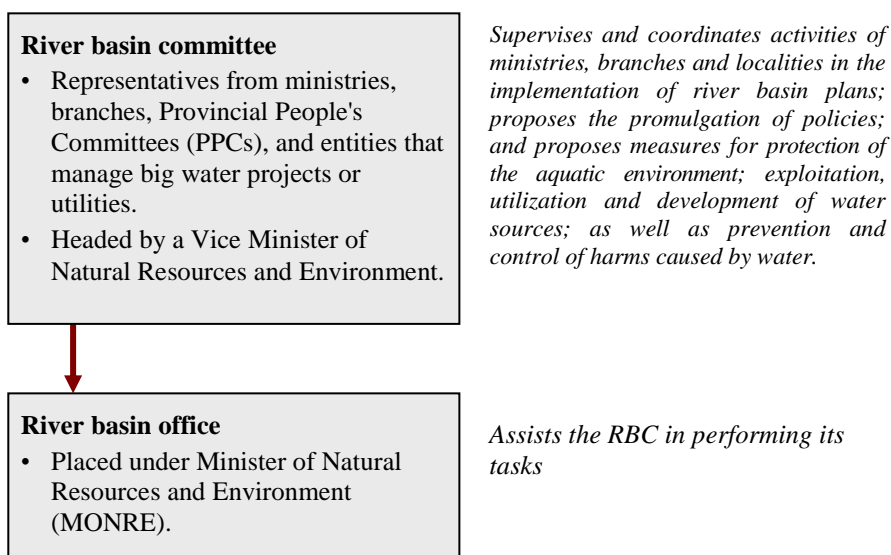 River basin committee
• Representatives from ministries,
branches, Provincial People's
Committees (PPCs), and entities that
manage big water projects or
utilities.
• Headed by a Vice Minister of
Natural Resources and Environment.
Supervises and coordinates activities of
ministries, branches and localities in the
implementation of river basin plans;
proposes the promulgation of policies;
and proposes measures for protection of
the aquatic environment; exploitation,
utilization and development of water
sources; as well as prevention and
control of harms caused by water.
River basin office
• Placed under Minister of Natural
Resources and Environment
(MONRE).
Assists the RBC in performing its
tasks